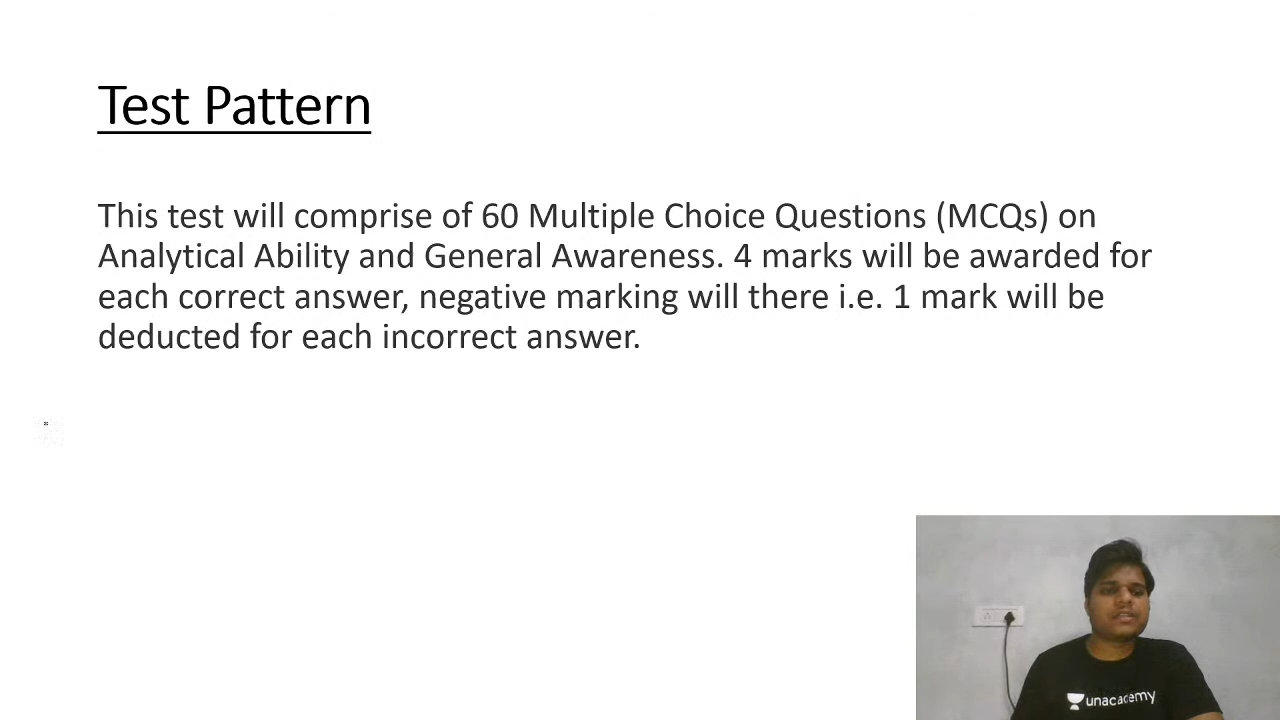 Test Pattern
This test will comprise of 60 Multiple Choice Questions (MCQs) on
Analytical Ability and General Awareness. 4 marks will be awarded for
each correct answer, negative marking will there i.e. 1 mark will be
deducted for each incorrect answer.
unacademy